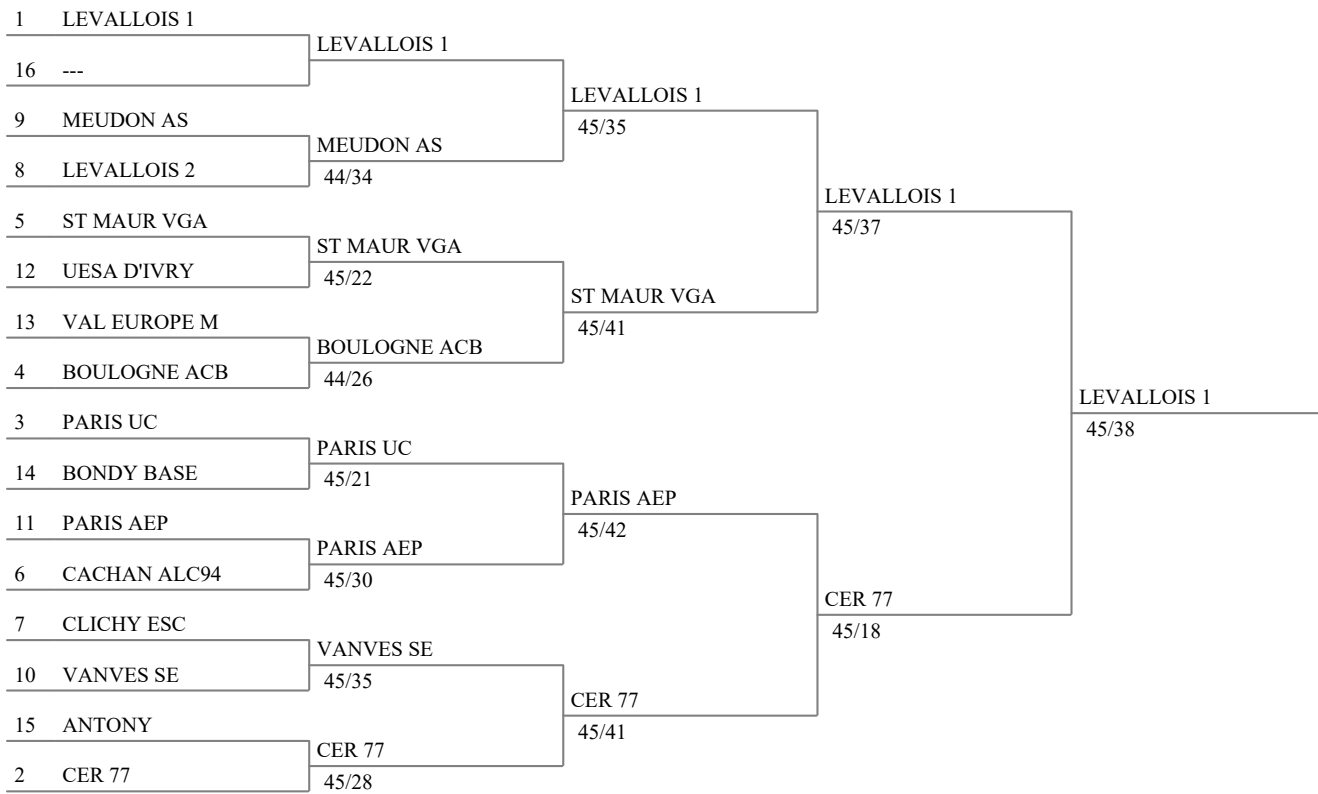 1 LEVALLOIS 1
16 ---
9 MEUDON AS
8 LEVALLOIS 2
5 ST MAUR VGA
12 UESA D'IVRY
13 VAL EUROPE M
4 BOULOGNE ACB
3 PARIS UC
14 BONDY BASE
11 PARIS AEP
6 CACHAN ALC94
7 CLICHY ESC
10 VANVES SE
15 ANTONY
2 CER 77
LEVALLOIS 1
MEUDON AS
44/34
ST MAUR VGA
45/22
BOULOGNE ACB
44/26
PARIS UC
45/21
PARIS AEP
45/30
VANVES SE
45/35
CER 77
45/28
LEVALLOIS 1
45/35
ST MAUR VGA
45/41
PARIS AEP
45/42
CER 77
45/41
LEVALLOIS 1
45/37
CER 77
45/18
LEVALLOIS 1
45/38